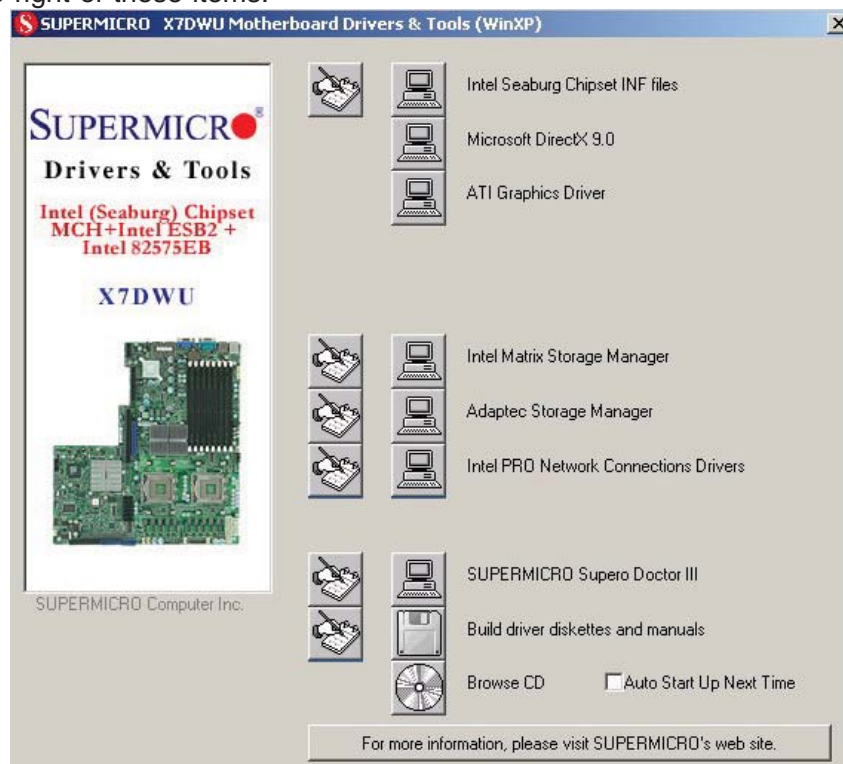 right of these items.
SUPERMICRO X7DWU Motherboard Drivers & Tools (WinXP)
SUPERMICRO®
Drivers & Tools
Intel (Seaburg) Chipset
MCH+Intel ESB2 +
Intel 82575EB
X7DWU
SUPERMICRO Computer Inc.
Intel Seaburg Chipset INF files
Microsoft DirectX 9.0
ATI Graphics Driver
Intel Matrix Storage Manager
Adaptec Storage Manager
Intel PRO Network Connections Drivers
SUPERMICRO Supero Doctor III
Build driver diskettes and manuals
Browse CD Auto Start Up Next Time
For more information, please visit SUPERMICRO's web site.